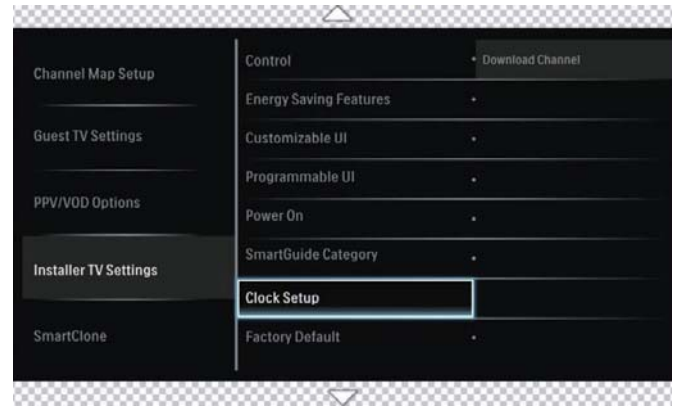 Channel Map Setup
Guest TV Settings
PPV/VOD Options
Installer TV Settings
SmartClone
Control
Energy Saving Features
Customizable UI
Programmable UI
Power On
SmartGuide Category
Clock Setup
Factory Default
• Download Channel